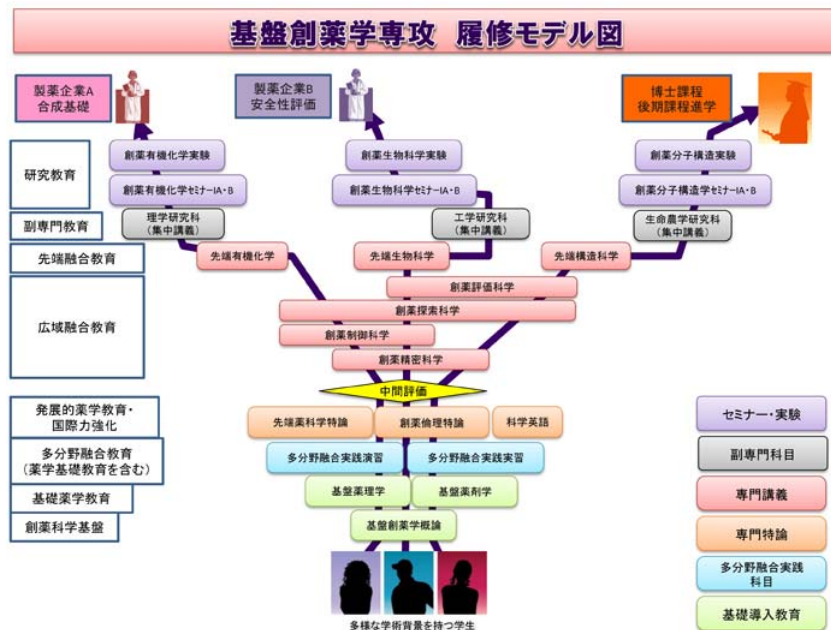 基盤創薬学専攻 履修モデル図
製薬企業A
合成基礎
製薬企業B
安全性評価
博士課程
後期課程進学
研究教育
創薬有機化学実験
創薬生物科学実験
創薬分子構造実験
創薬有機化学セミナーIA・B
創薬生物科学セミナーIA・B
創薬分子構造学セミナーIA・B
副専門教育
理学研究科
(集中講義)
工学研究科
(集中講義)
生命農学研究科
(集中講義)
先端融合教育
先端有機化学
先端生物科学
先端構造科学
広域融合教育
創薬評価科学
創薬探索科学
創薬制御科学
創薬精密科学
中間評価
発展的薬学教育・
国際力強化
先端薬科学特論
創薬倫理特論
科学英語
多分野融合教育
(薬学基礎教育を含む)
多分野融合実践演習
多分野融合実践実習
基礎薬学教育
基盤薬理学
基盤薬剤学
創薬科学基盤
基盤創薬学概論
多様な学術背景を持つ学生
セミナー・実験
副専門科目
専門講義
専門特論
多分野融合実践
科目
基礎導入教育